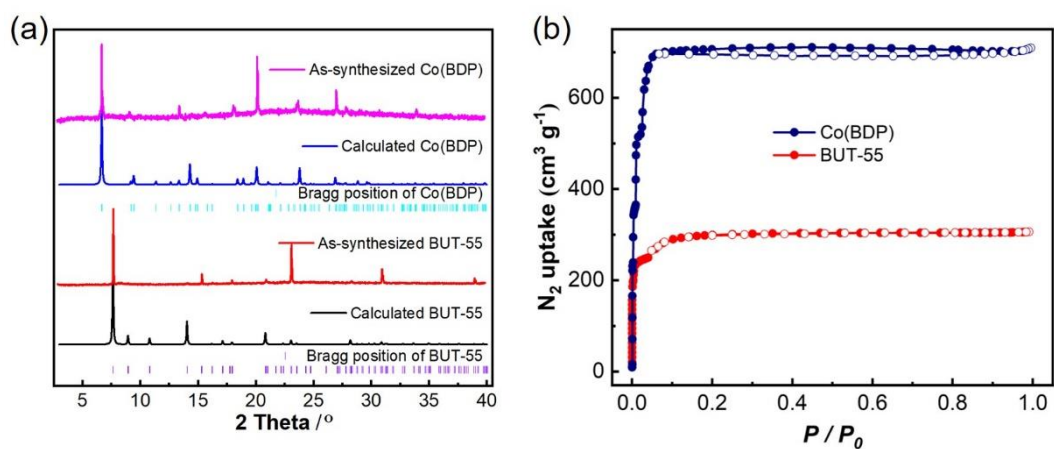 (a)
As-synthesized Co(BDP)
Calculated Co(BDP)
Bragg position of Co(BDP)
As-synthesized BUT-55
Calculated BUT-55
Bragg position of BUT-55
5 10 15 20 25 30 35 40
2 Theta /°
(b)
N2 uptake (cm3 g-1)
600
300
0
Co(BDP)
BUT-55
0.0 0.2 0.4 0.6 0.8 1.0
P / P0